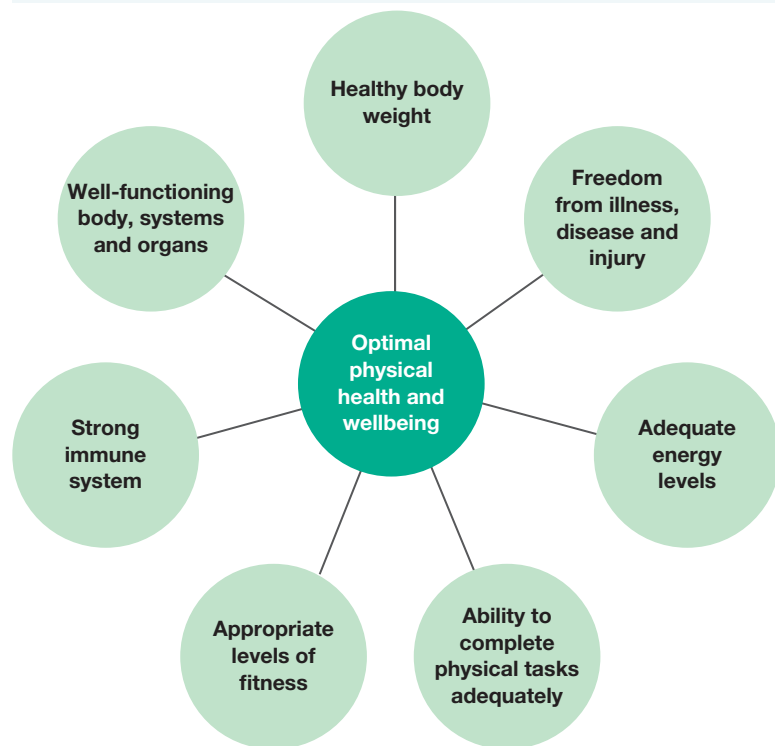 Healthy body
weight
Freedom
from illness,
disease and
injury
Adequate
energy
levels
Ability to
complete
physical tasks
adequately
Appropriate
levels of
fitness
Strong
immune
system
Well-functioning
body, systems
and organs
Optimal
physical
health and
wellbeing